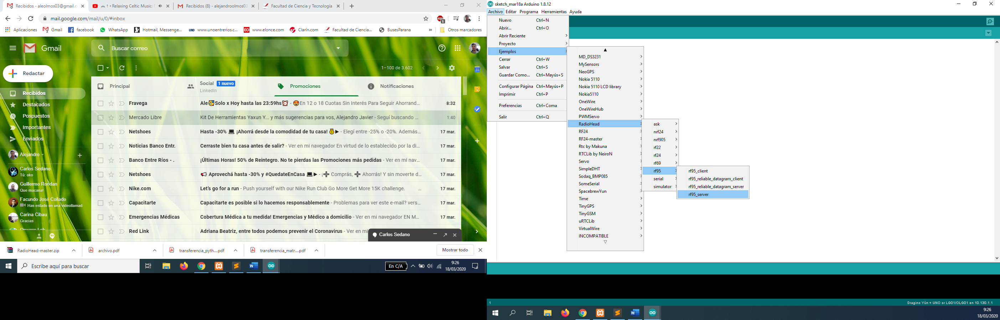 Recibidos - aleolmos03@gmail.c
Relaxing Celtic Music:
Recibidos (8) - alejandroolmos03
Facultad de Ciencia y Tecnología
mail.google.com/mail/u/0/#inbox
Aplicaciones
Gmail
facebook
WhatsApp
Hotmail, Messenge...
www.unoentrerios.c...
www.elonce.com
Clarín.com
Facultad de Ciencia...
BusesParana
»
Otros marcadores
Gmail
Buscar correo
Redactar
1–100 de 3.602
Recibidos
Destacados
Pospuestos
Importantes
Enviados
Alejandro
Carlos Sedano
Tú: oko
Guillermo Rondan
Que macana!
Facundo José Collado
Has estado en una videollamad
Carina Cibau
Gracias
Principal
Social 1 nuevo
LinkedIn
Promociones
Notificaciones
Fravega Ale Solo x Hoy hasta las 23:59hs - En 12 o 18 Cuotas Sin Interés Para Seguir Ahorrand... 8:32
Mercado Libre Kit De Herramientas Yaxun Y... y más sugerencias para vos, Alejandro Javier - Seguí buscando ... 1:40
Netshoes Hasta -30% 💻 ¡Ahorrá desde la comodidad de tu casa! 💰▶ - Elegí entre -25% o -20%. Además... 17 mar.
Noticias Banco Entr. Cerraste bien tu casa antes de salir? - Ver en mi navegador En virtud de lo establecido por la di... 17 mar.
Banco Entre Ríos - . ¡Últimas Horas! 50% de Reintegro. No te pierdas las Promociones más pedidas - Ver en mi nav... 17 mar.
Netshoes 📢 Aprovechá hasta -30% y #QuedateEnCasa 💻▶ - ¡➕ Comprás, ➕ Ahorrás! Y sin moverte d... 17 mar.
Nike.com Let's go for a run - Push yourself with our Nike Run Club Go More Get More 15K challenge. ... 17 mar.
Capacitarte Capacitarte es posible si lo hacemos responsablemente - Problemas para ver este e-mail? vers... 17 mar.
Emergencias Médicas Cobertura Médica a tu medida! Emergencias y Médico a domicilio - Ver en mi navegador EN M... 17 mar.
Red Link Adriana Beatriz, entre todos podemos prevenir el Coronavirus - Ver en mi
Carlos Sedano
RadioHead-master.zip
archivo.pdf
transferencia_pyth....pdf
transferencia_matr....pdf
Mostrar todo
Escribe aquí para buscar
En C/A
9:26
18/03/2020
sketch_mar18a Arduino 1.8.12
Archivo Editar Programa Herramientas Ayuda
Nuevo Ctrl+N
Abrir... Ctrl+O
Abrir Reciente
Proyecto
Ejemplos
Cerrar Ctrl+W
Salvar Ctrl+S
Guardar Como... Ctrl+Mayús+S
Configurar Página Ctrl+Mayús+P
Imprimir Ctrl+P
Preferencias Ctrl+Coma
Salir Ctrl+Q
MD_DS3231
MySensors
NeoGPS
Nokia 5110
Nokia 5110 LCD library
Nokia5110
OneWire
OneWireHub
PWMServo
RadioHead
RF24
RF24-master
Rtc by Makuna
RTCLib by NeiroN
Servo
SimpleDHT
Sodaq_BMP085
SomeSerial
SpacebrewYun
Time
TinyGPS
TinyGSM
uRTCLib
VirtualWire
INCOMPATIBLE
ask
nrf24
nrf905
rf22
rf24
rf69
rf95
serial
simulator
rf95_client
rf95_reliable_datagram_client
rf95_reliable_datagram_server
rf95_server
1
Dragino Yún + UNO or LG01/OLG01 en 10.130.1.1
9:26
18/03/2020